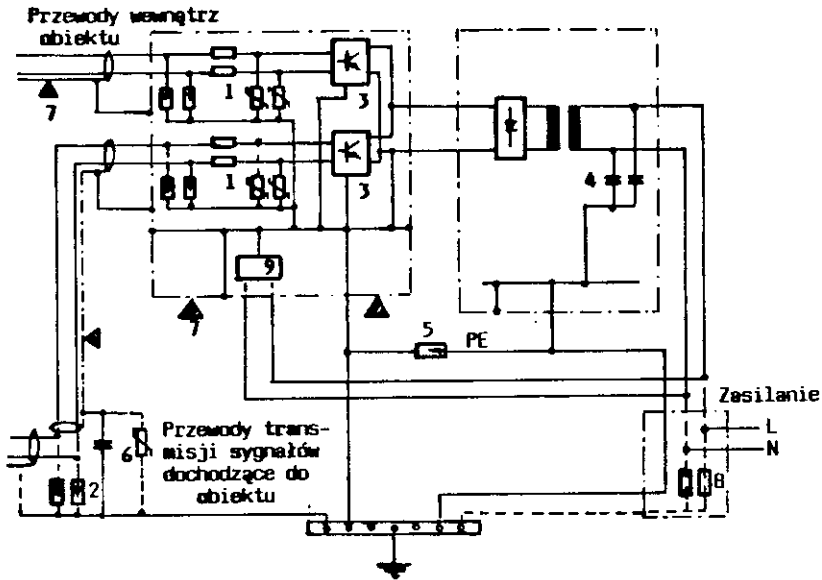 Przewody wewnątrz
obiektu
7
1
3
1
3
4
9
7
5
PE
Zasilanie
L
N
6
Przewody trans-
misji sygnałów
dochodzące do
obiektu
2
8